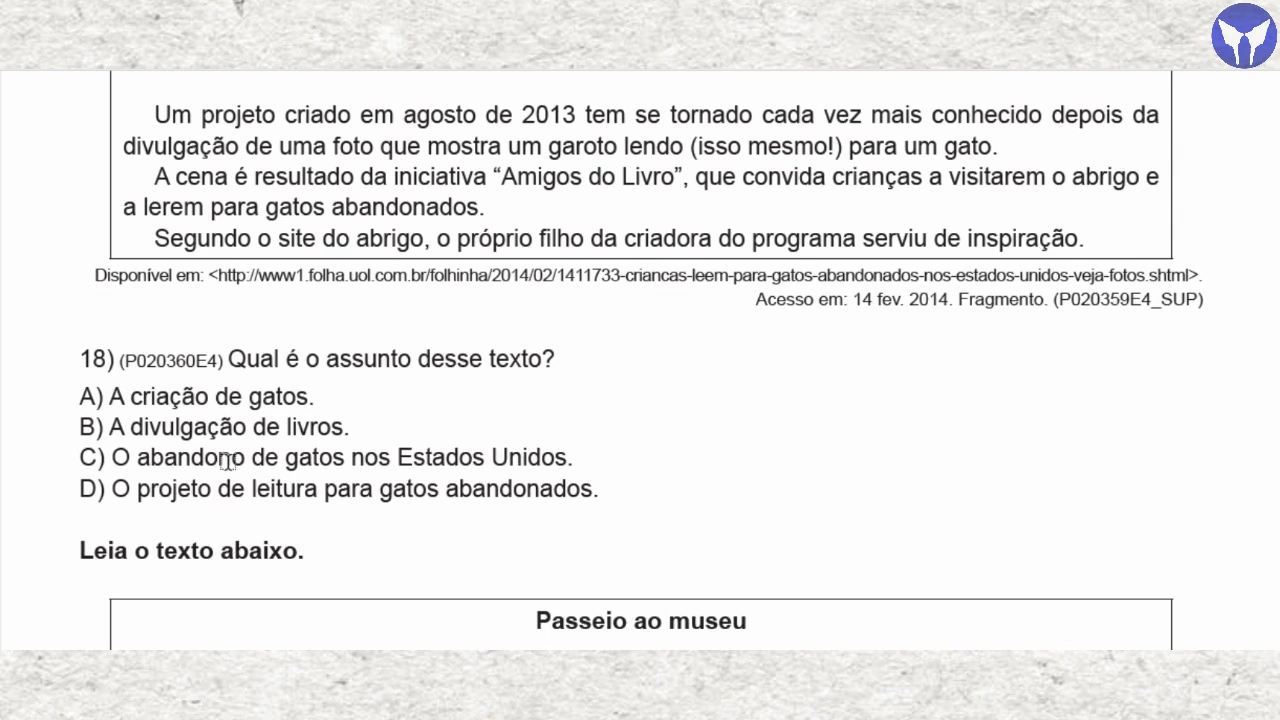 Um projeto criado em agosto de 2013 tem se tornado cada vez mais conhecido depois da
divulgação de uma foto que mostra um garoto lendo (isso mesmo!) para um gato.
A cena é resultado da iniciativa “Amigos do Livro”, que convida crianças a visitarem o abrigo e
a lerem para gatos abandonados.
Segundo o site do abrigo, o próprio filho da criadora do programa serviu de inspiração.
Disponível em: <http://www1.folha.uol.com.br/folhinha/2014/02/1411733-criancas-leem-para-gatos-abandonados-nos-estados-unidos-veja-fotos.shtml>.
Acesso em: 14 fev. 2014. Fragmento. (P020359E4_SUP)
18) (P020360E4) Qual é o assunto desse texto?
A) A criação de gatos.
B) A divulgação de livros.
C) O abandono de gatos nos Estados Unidos.
D) O projeto de leitura para gatos abandonados.
Leia o texto abaixo.
Passeio ao museu